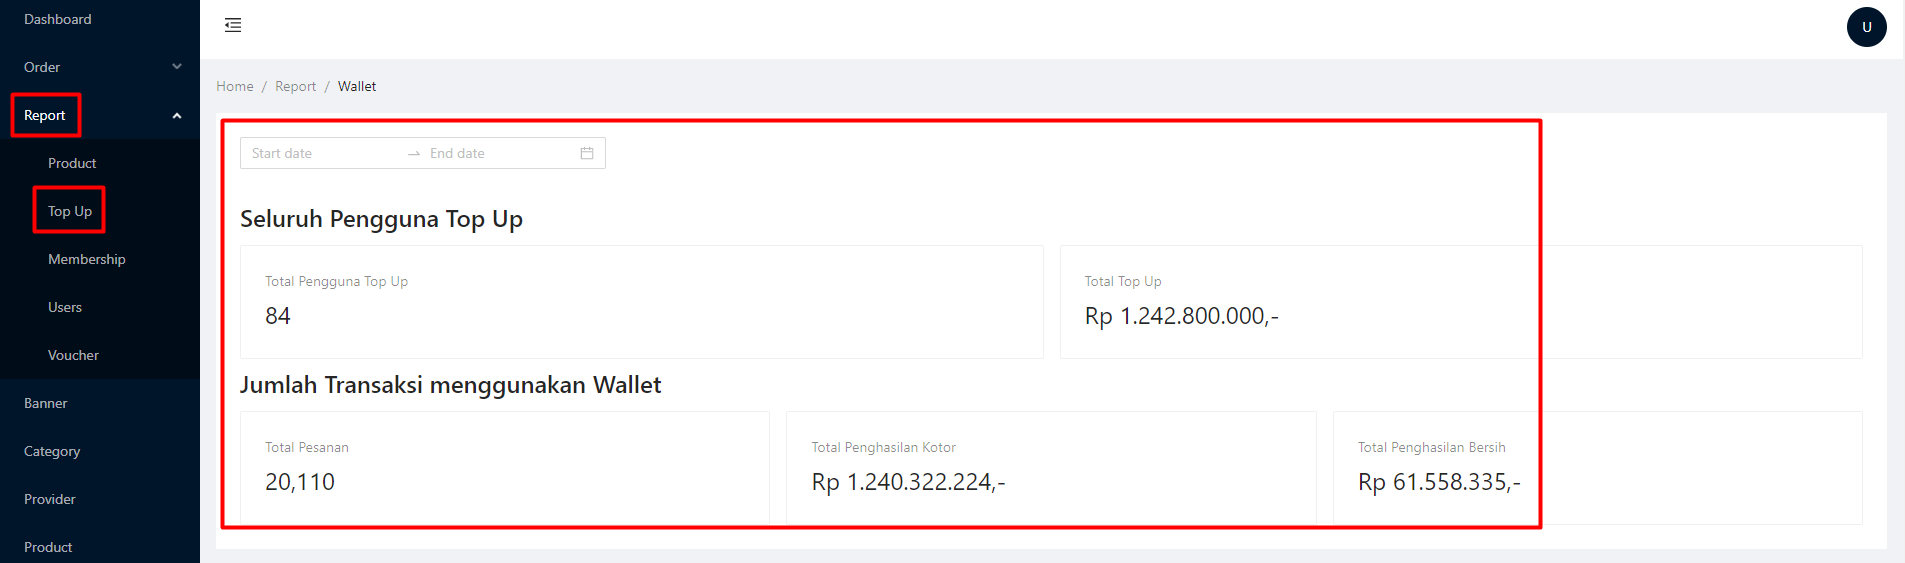 Dashboard
Order
Report
Product
Top Up
Membership
Users
Voucher
Banner
Category
Provider
Product
U
Home / Report / Wallet
Start date → End date
Seluruh Pengguna Top Up
Total Pengguna Top Up
84
Total Top Up
Rp 1.242.800.000,-
Jumlah Transaksi menggunakan Wallet
Total Pesanan
20,110
Total Penghasilan Kotor
Rp 1.240.322.224,-
Total Penghasilan Bersih
Rp 61.558.335,-